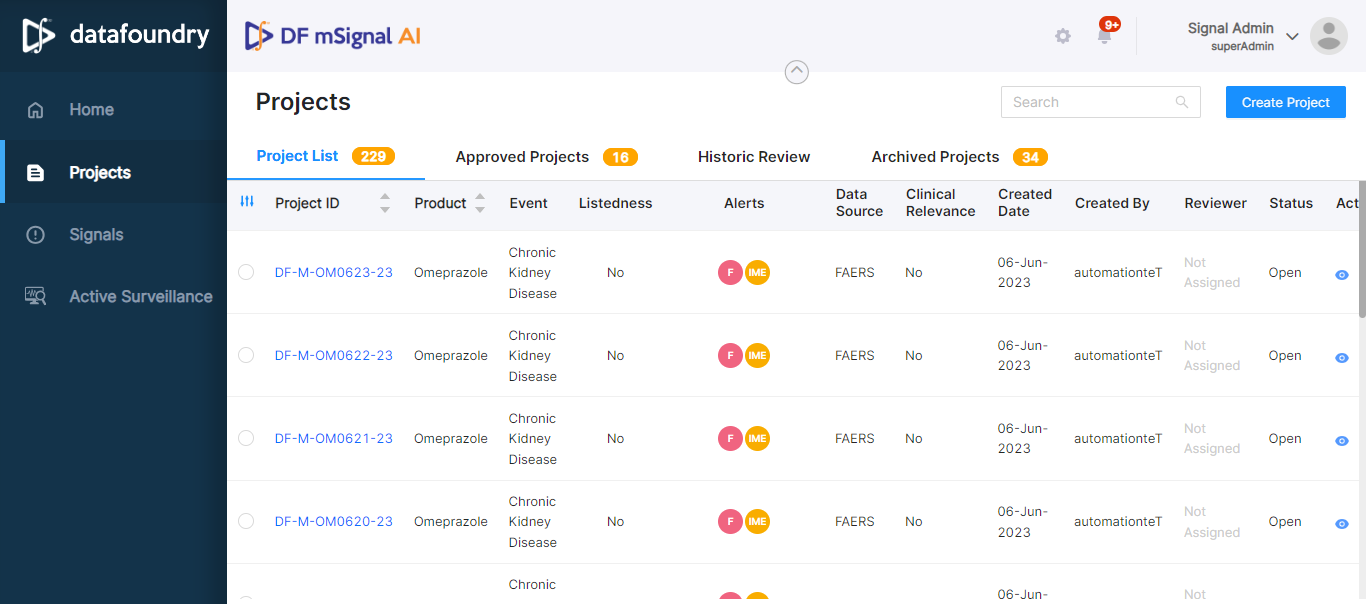 datafoundry
DF mSignal AI
9+
Signal Admin
superAdmin
Home
Projects
Signals
Active Surveillance
Projects
Search
Create Project
Project List 229
Approved Projects 16
Historic Review
Archived Projects 34
Project ID Product Event Listedness Alerts Data Source Clinical Relevance Created Date Created By Reviewer Status Act
DF-M-OM0623-23 Omeprazole Chronic Kidney Disease No F IME FAERS No 06-Jun-2023 automationteT Not Assigned Open
DF-M-OM0622-23 Omeprazole Chronic Kidney Disease No F IME FAERS No 06-Jun-2023 automationteT Not Assigned Open
DF-M-OM0621-23 Omeprazole Chronic Kidney Disease No F IME FAERS No 06-Jun-2023 automationteT Not Assigned Open
DF-M-OM0620-23 Omeprazole Chronic Kidney Disease No F IME FAERS No 06-Jun-2023 automationteT Not Assigned Open
Chronic 06-Jun- Not